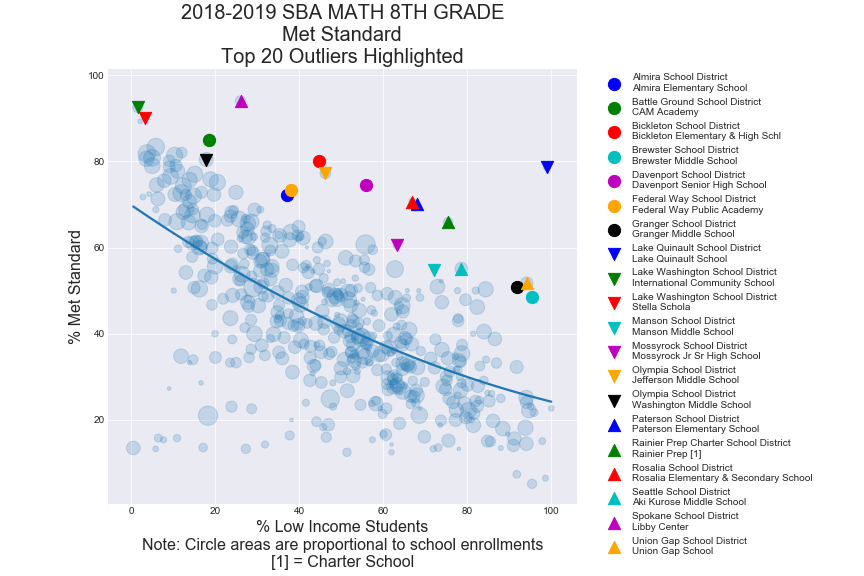 2018-2019 SBA MATH 8TH GRADE
Met Standard
Top 20 Outliers Highlighted
% Met Standard
100
80
60
40
20
0
20
40
60
80
100
% Low Income Students
Note: Circle areas are proportional to school enrollments
[1] = Charter School
Almira School District
Almira Elementary School
Battle Ground School District
CAM Academy
Bickleton School District
Bickleton Elementary & High Schl
Brewster School District
Brewster Middle School
Davenport School District
Davenport Senior High School
Federal Way School District
Federal Way Public Academy
Granger School District
Granger Middle School
Lake Quinault School District
Lake Quinault School
Lake Washington School District
International Community School
Lake Washington School District
Stella Schola
Manson School District
Manson Middle School
Mossyrock School District
Mossyrock Jr Sr High School
Olympia School District
Jefferson Middle School
Olympia School District
Washington Middle School
Paterson School District
Paterson Elementary School
Rainier Prep Charter School District
Rainier Prep [1]
Rosalia School District
Rosalia Elementary & Secondary School
Seattle School District
Aki Kurose Middle School
Spokane School District
Libby Center
Union Gap School District
Union Gap School